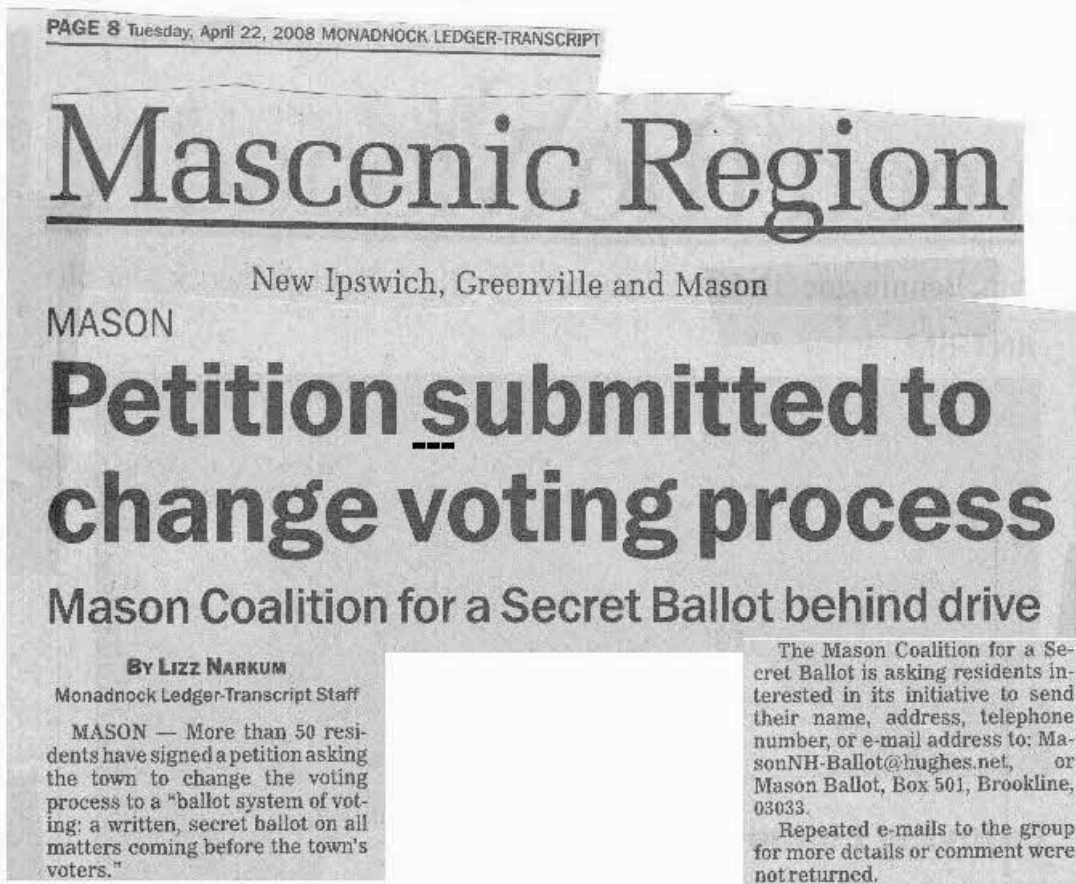 PAGE 8 Tuesday, April 22, 2008 MONADNOCK LEDGER-TRANSCRIPT
Mascenic Region
New Ipswich, Greenville and Mason
MASON
Petition submitted to
change voting process
Mason Coalition for a Secret Ballot behind drive
BY LIZZ NARKUM
Monadnock Ledger-Transcript Staff
MASON — More than 50 resi-
dents have signed a petition asking
the town to change the voting
process to a "ballot system of vot-
ing: a written, secret ballot on all
matters coming before the town's
voters."
The Mason Coalition for a Se-
cret Ballot is asking residents in-
terested in its initiative to send
their name, address, telephone
number, or e-mail address to: Ma-
sonNH-Ballot@hughes.net, or
Mason Ballot, Box 501, Brookline,
03033.
Repeated e-mails to the group
for more details or comment were
not returned.